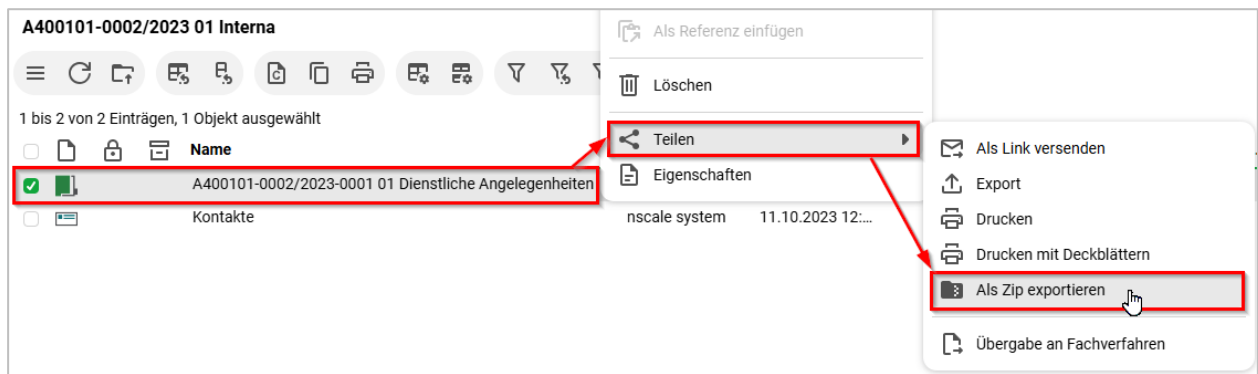 A400101-0002/2023 01 Interna
1 bis 2 von 2 Einträgen, 1 Objekt ausgewählt
Name
A400101-0002/2023-0001 01 Dienstliche Angelegenheiten
Kontakte
nscale system
11.10.2023 12:...
Als Referenz einfügen
Löschen
Teilen
Eigenschaften
Als Link versenden
Export
Drucken
Drucken mit Deckblättern
Als Zip exportieren
Übergabe an Fachverfahren